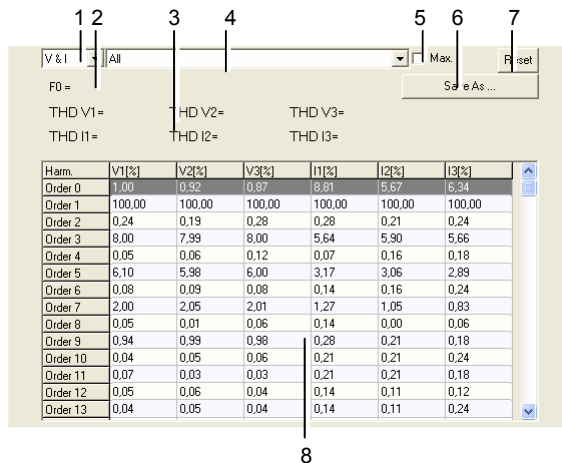 1 2 3 4 5 6 7
V & I All Max. Reset
F0 = Save As ...
THD V1= THD V2= THD V3=
THD I1= THD I2= THD I3=
Harm. V1[%] V2[%] V3[%] I1[%] I2[%] I3[%]
Order 0 1,00 0,92 0,87 8,81 5,67 6,34
Order 1 100,00 100,00 100,00 100,00 100,00 100,00
Order 2 0,24 0,19 0,28 0,28 0,21 0,24
Order 3 8,00 7,99 8,00 5,64 5,90 5,66
Order 4 0,05 0,06 0,12 0,07 0,16 0,18
Order 5 6,10 5,98 6,00 3,17 3,06 2,89
Order 6 0,08 0,09 0,08 0,14 0,16 0,24
Order 7 2,00 2,05 2,01 1,27 1,05 0,83
Order 8 0,05 0,01 0,06 0,14 0,00 0,06
Order 9 0,94 0,99 0,98 0,28 0,21 0,18
Order 10 0,04 0,05 0,06 0,21 0,21 0,24
Order 11 0,07 0,03 0,03 0,21 0,21 0,18
Order 12 0,05 0,06 0,04 0,14 0,11 0,12
Order 13 0,04 0,05 0,04 0,14 0,11 0,24
8